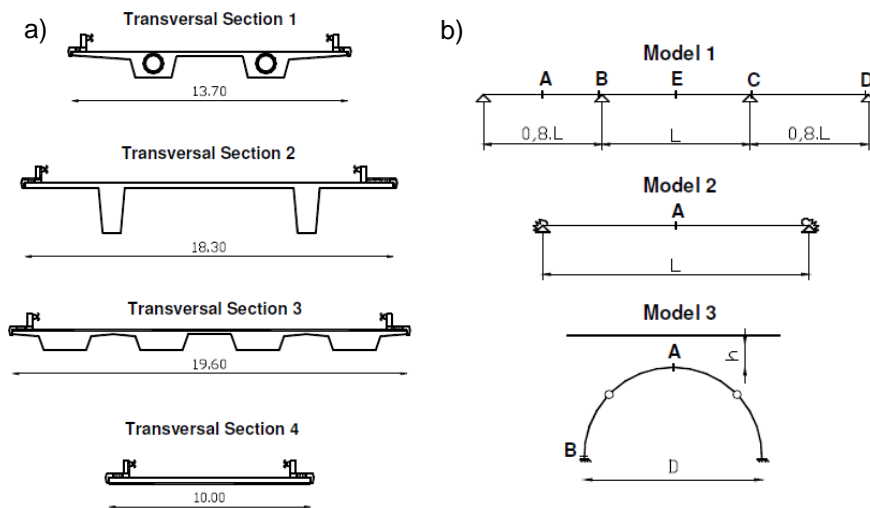 a)
Transversal Section 1
13.70
Transversal Section 2
18.30
Transversal Section 3
19.60
Transversal Section 4
10.00
b)
Model 1
A B E C D
0,8.L L 0,8.L
Model 2
A
L
Model 3
A
h
B
D